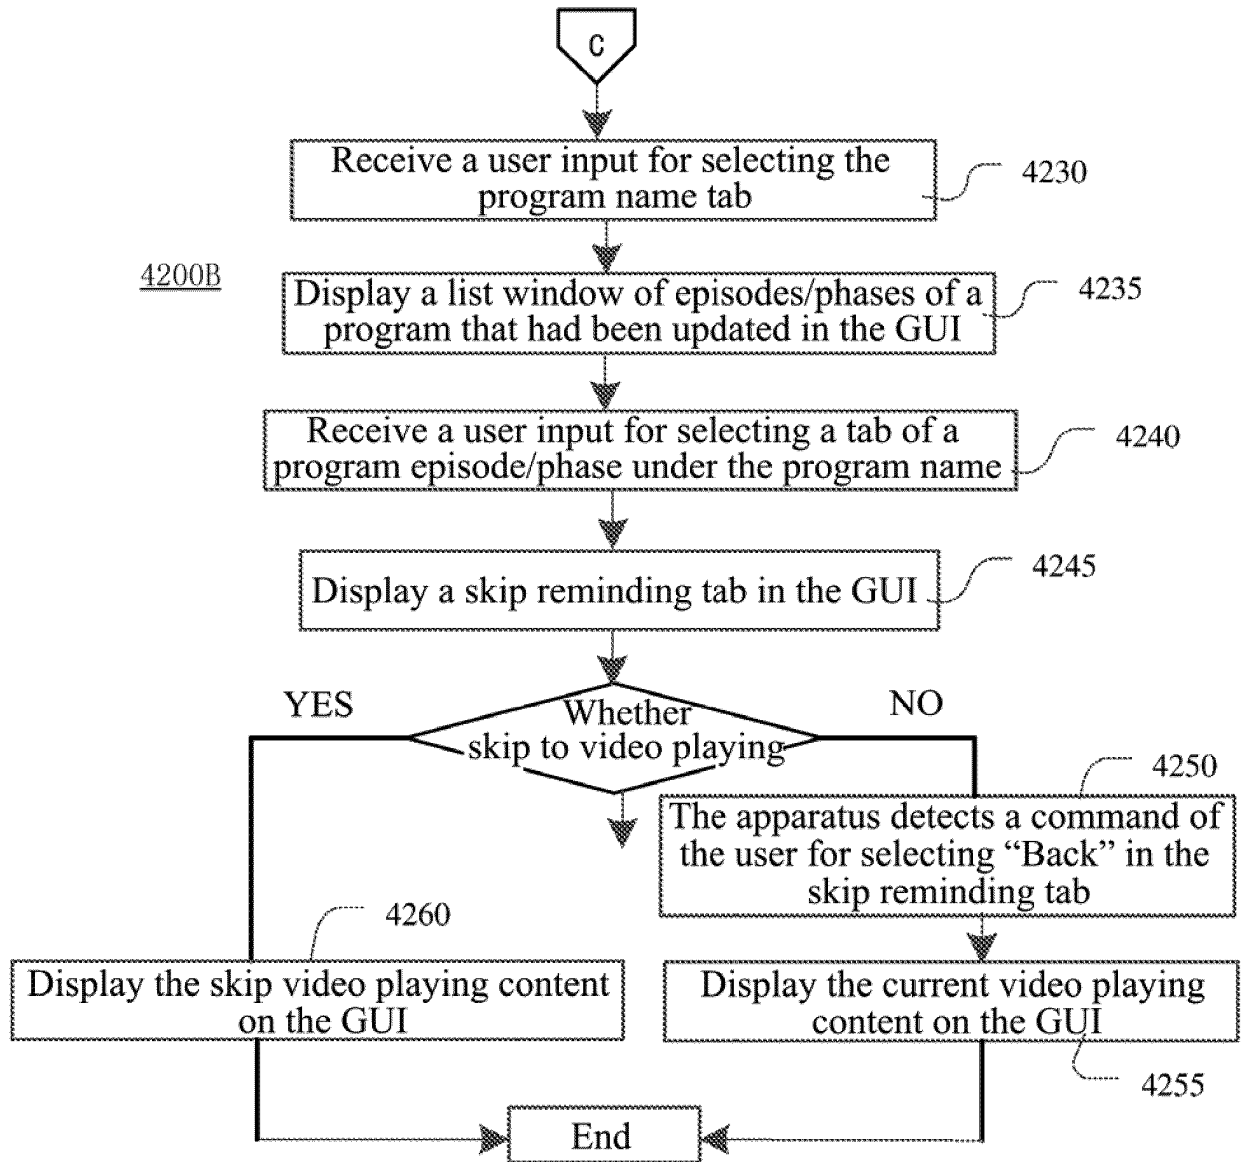 C
Receive a user input for selecting the
program name tab
4230
4200B
Display a list window of episodes/phases of a
program that had been updated in the GUI
4235
Receive a user input for selecting a tab of a
program episode/phase under the program name
4240
Display a skip reminding tab in the GUI
4245
YES
Whether
skip to video playing
NO
4250
The apparatus detects a command of
the user for selecting “Back” in the
skip reminding tab
4260
Display the skip video playing content
on the GUI
Display the current video playing
content on the GUI
4255
End